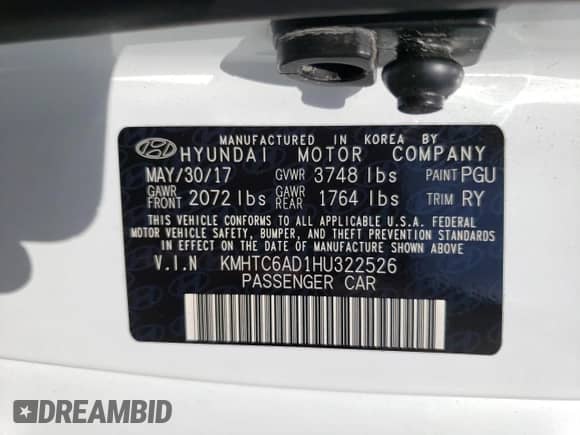 MANUFACTURED IN KOREA BY
HYUNDAI MOTOR COMPANY
MAY/30/17 GVWR 3748 lbs PAINT PGU
GAWR FRONT 2072 lbs GAWR REAR 1764 lbs TRIM RY
THIS VEHICLE CONFORMS TO ALL APPLICABLE U.S.A. FEDERAL
MOTOR VEHICLE SAFETY, BUMPER, AND THEFT PREVENTION STANDARDS
IN EFFECT ON THE DATE OF MANUFACTURE SHOWN ABOVE
V.I.N KMHTC6AD1HU322526
PASSENGER CAR
DREAMBID